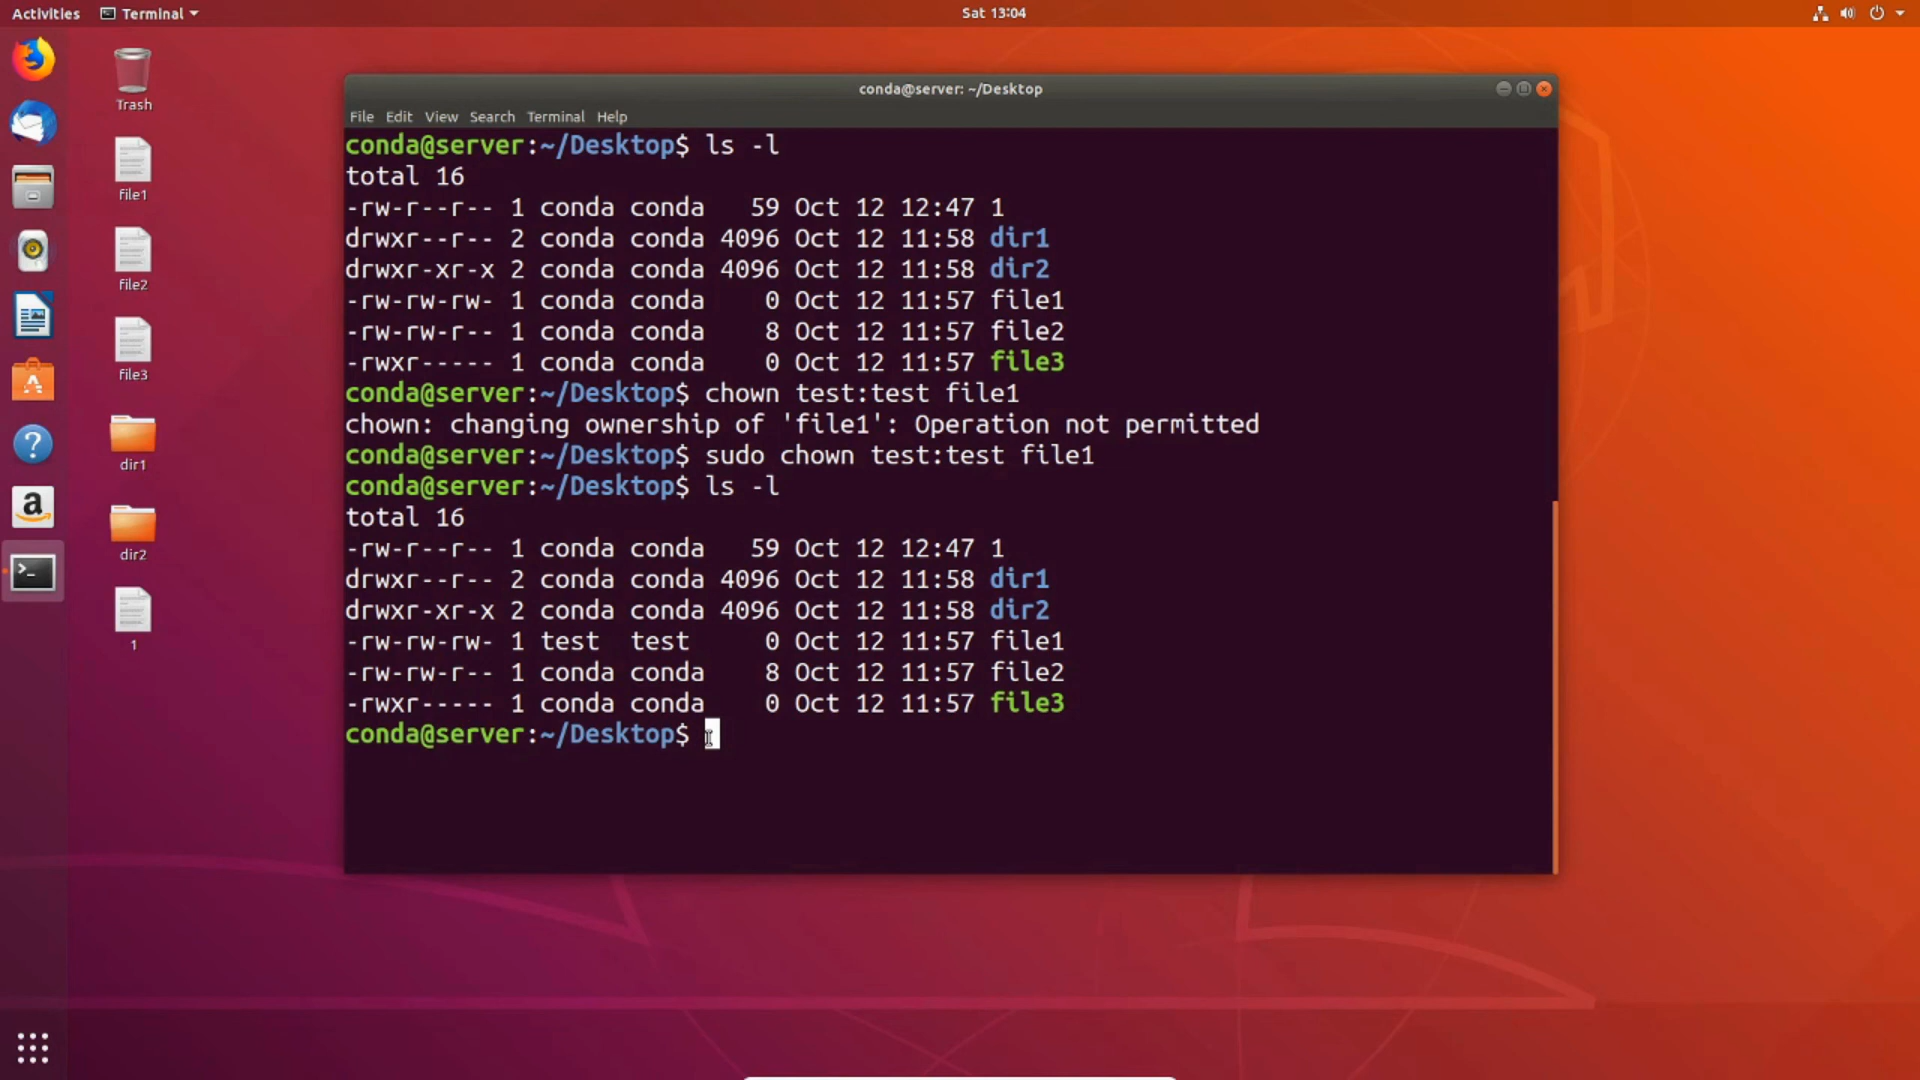 Activities Terminal Sat 13:04
Trash
file1
file2
file3
dir1
dir2
1
conda@server: ~/Desktop
File Edit View Search Terminal Help
conda@server:~/Desktop$ ls -l
total 16
-rw-r--r-- 1 conda conda   59 Oct 12 12:47 1
drwxr--r-- 2 conda conda 4096 Oct 12 11:58 dir1
drwxr-xr-x 2 conda conda 4096 Oct 12 11:58 dir2
-rw-rw-rw- 1 conda conda    0 Oct 12 11:57 file1
-rw-rw-r-- 1 conda conda    8 Oct 12 11:57 file2
-rwxr----- 1 conda conda    0 Oct 12 11:57 file3
conda@server:~/Desktop$ chown test:test file1
chown: changing ownership of 'file1': Operation not permitted
conda@server:~/Desktop$ sudo chown test:test file1
conda@server:~/Desktop$ ls -l
total 16
-rw-r--r-- 1 conda conda   59 Oct 12 12:47 1
drwxr--r-- 2 conda conda 4096 Oct 12 11:58 dir1
drwxr-xr-x 2 conda conda 4096 Oct 12 11:58 dir2
-rw-rw-rw- 1 test  test     0 Oct 12 11:57 file1
-rw-rw-r-- 1 conda conda    8 Oct 12 11:57 file2
-rwxr----- 1 conda conda    0 Oct 12 11:57 file3
conda@server:~/Desktop$